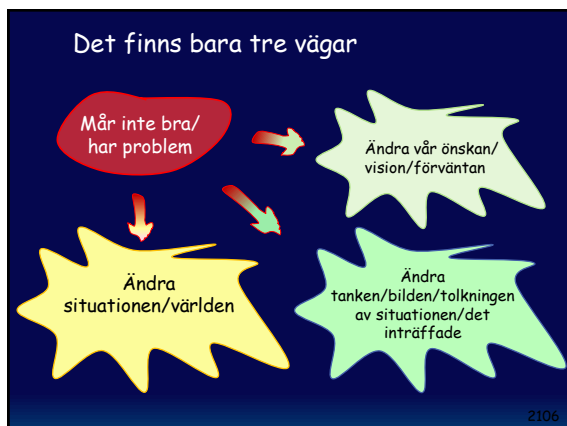 Det finns bara tre vägar
Mår inte bra/
har problem
Ändra vår önskan/
vision/förväntan
Ändra
situationen/världen
Ändra
tanken/bilden/tolkningen
av situationen/det
inträffade
2106